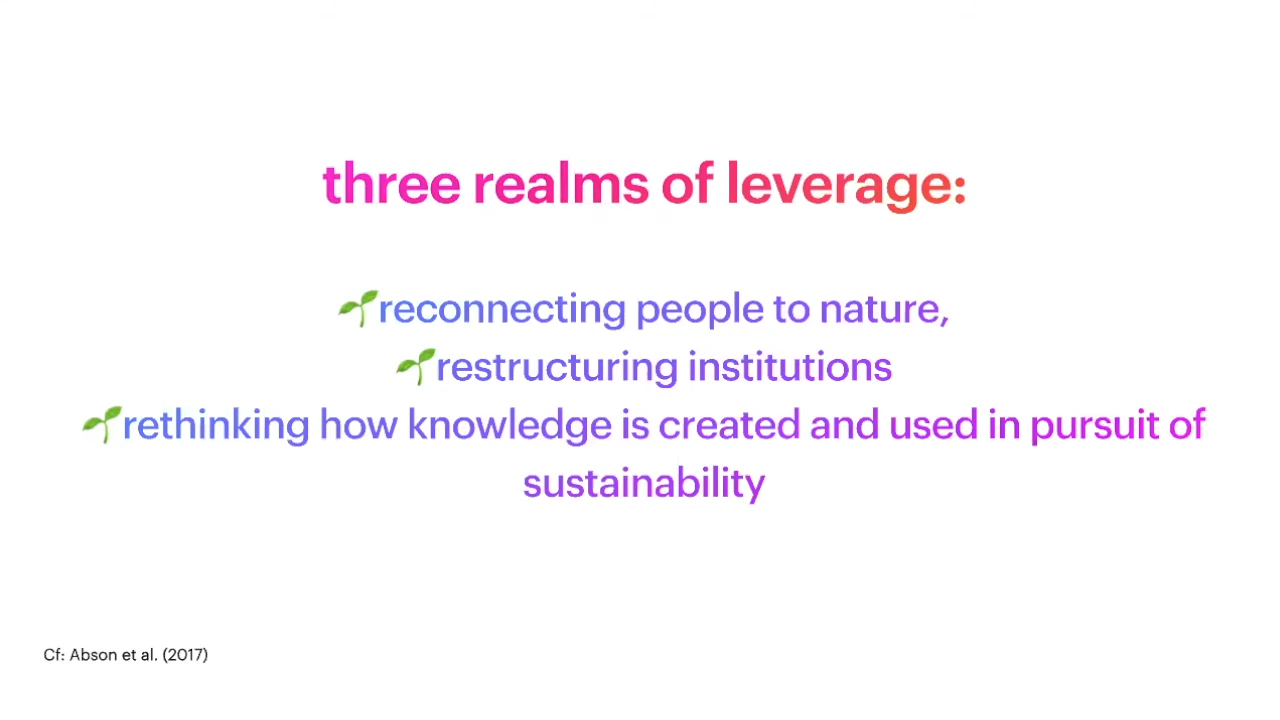 three realms of leverage:
🌱reconnecting people to nature,
🌱restructuring institutions
🌱rethinking how knowledge is created and used in pursuit of
sustainability
Cf: Abson et al. (2017)